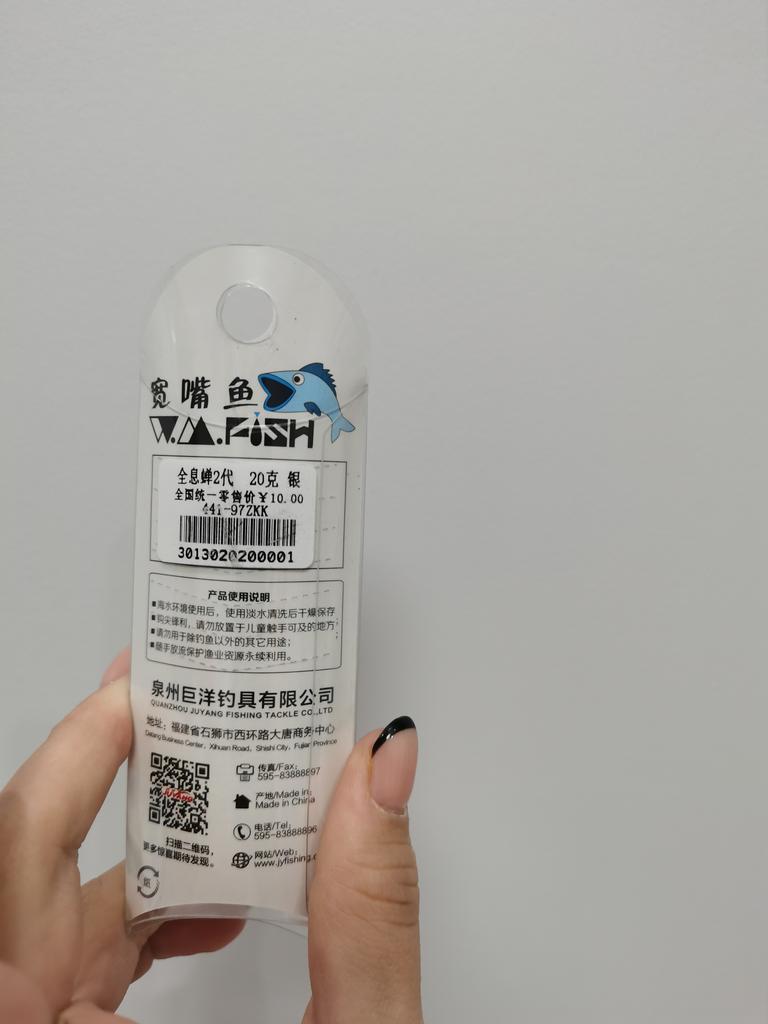 宽嘴鱼
W.M.FISH
全息蝉2代 20克 银
全国统一零售价￥10.00
441-97ZKK
3013020200001
产品使用说明
■海水环境使用后，使用淡水清洗后干燥保存；
■钩尖锋利，请勿放置于儿童触手可及的地方；
■请勿用于除钓鱼以外的其它用途；
■随手放流保护渔业资源永续利用。
泉州巨洋钓具有限公司
QUANZHOU JUYANG FISHING TACKLE CO.,LTD
地址：福建省石狮市西环路大唐商务中心
Datang Business Center, Xihuan Road, Shishi City, Fujian Province
传真/Fax:
595-83888897
产地/Made in:
Made in China
电话/Tel:
595-83888896
网站/Web:
www.jyfishing.c
扫描二维码，
更多惊喜期待发现。